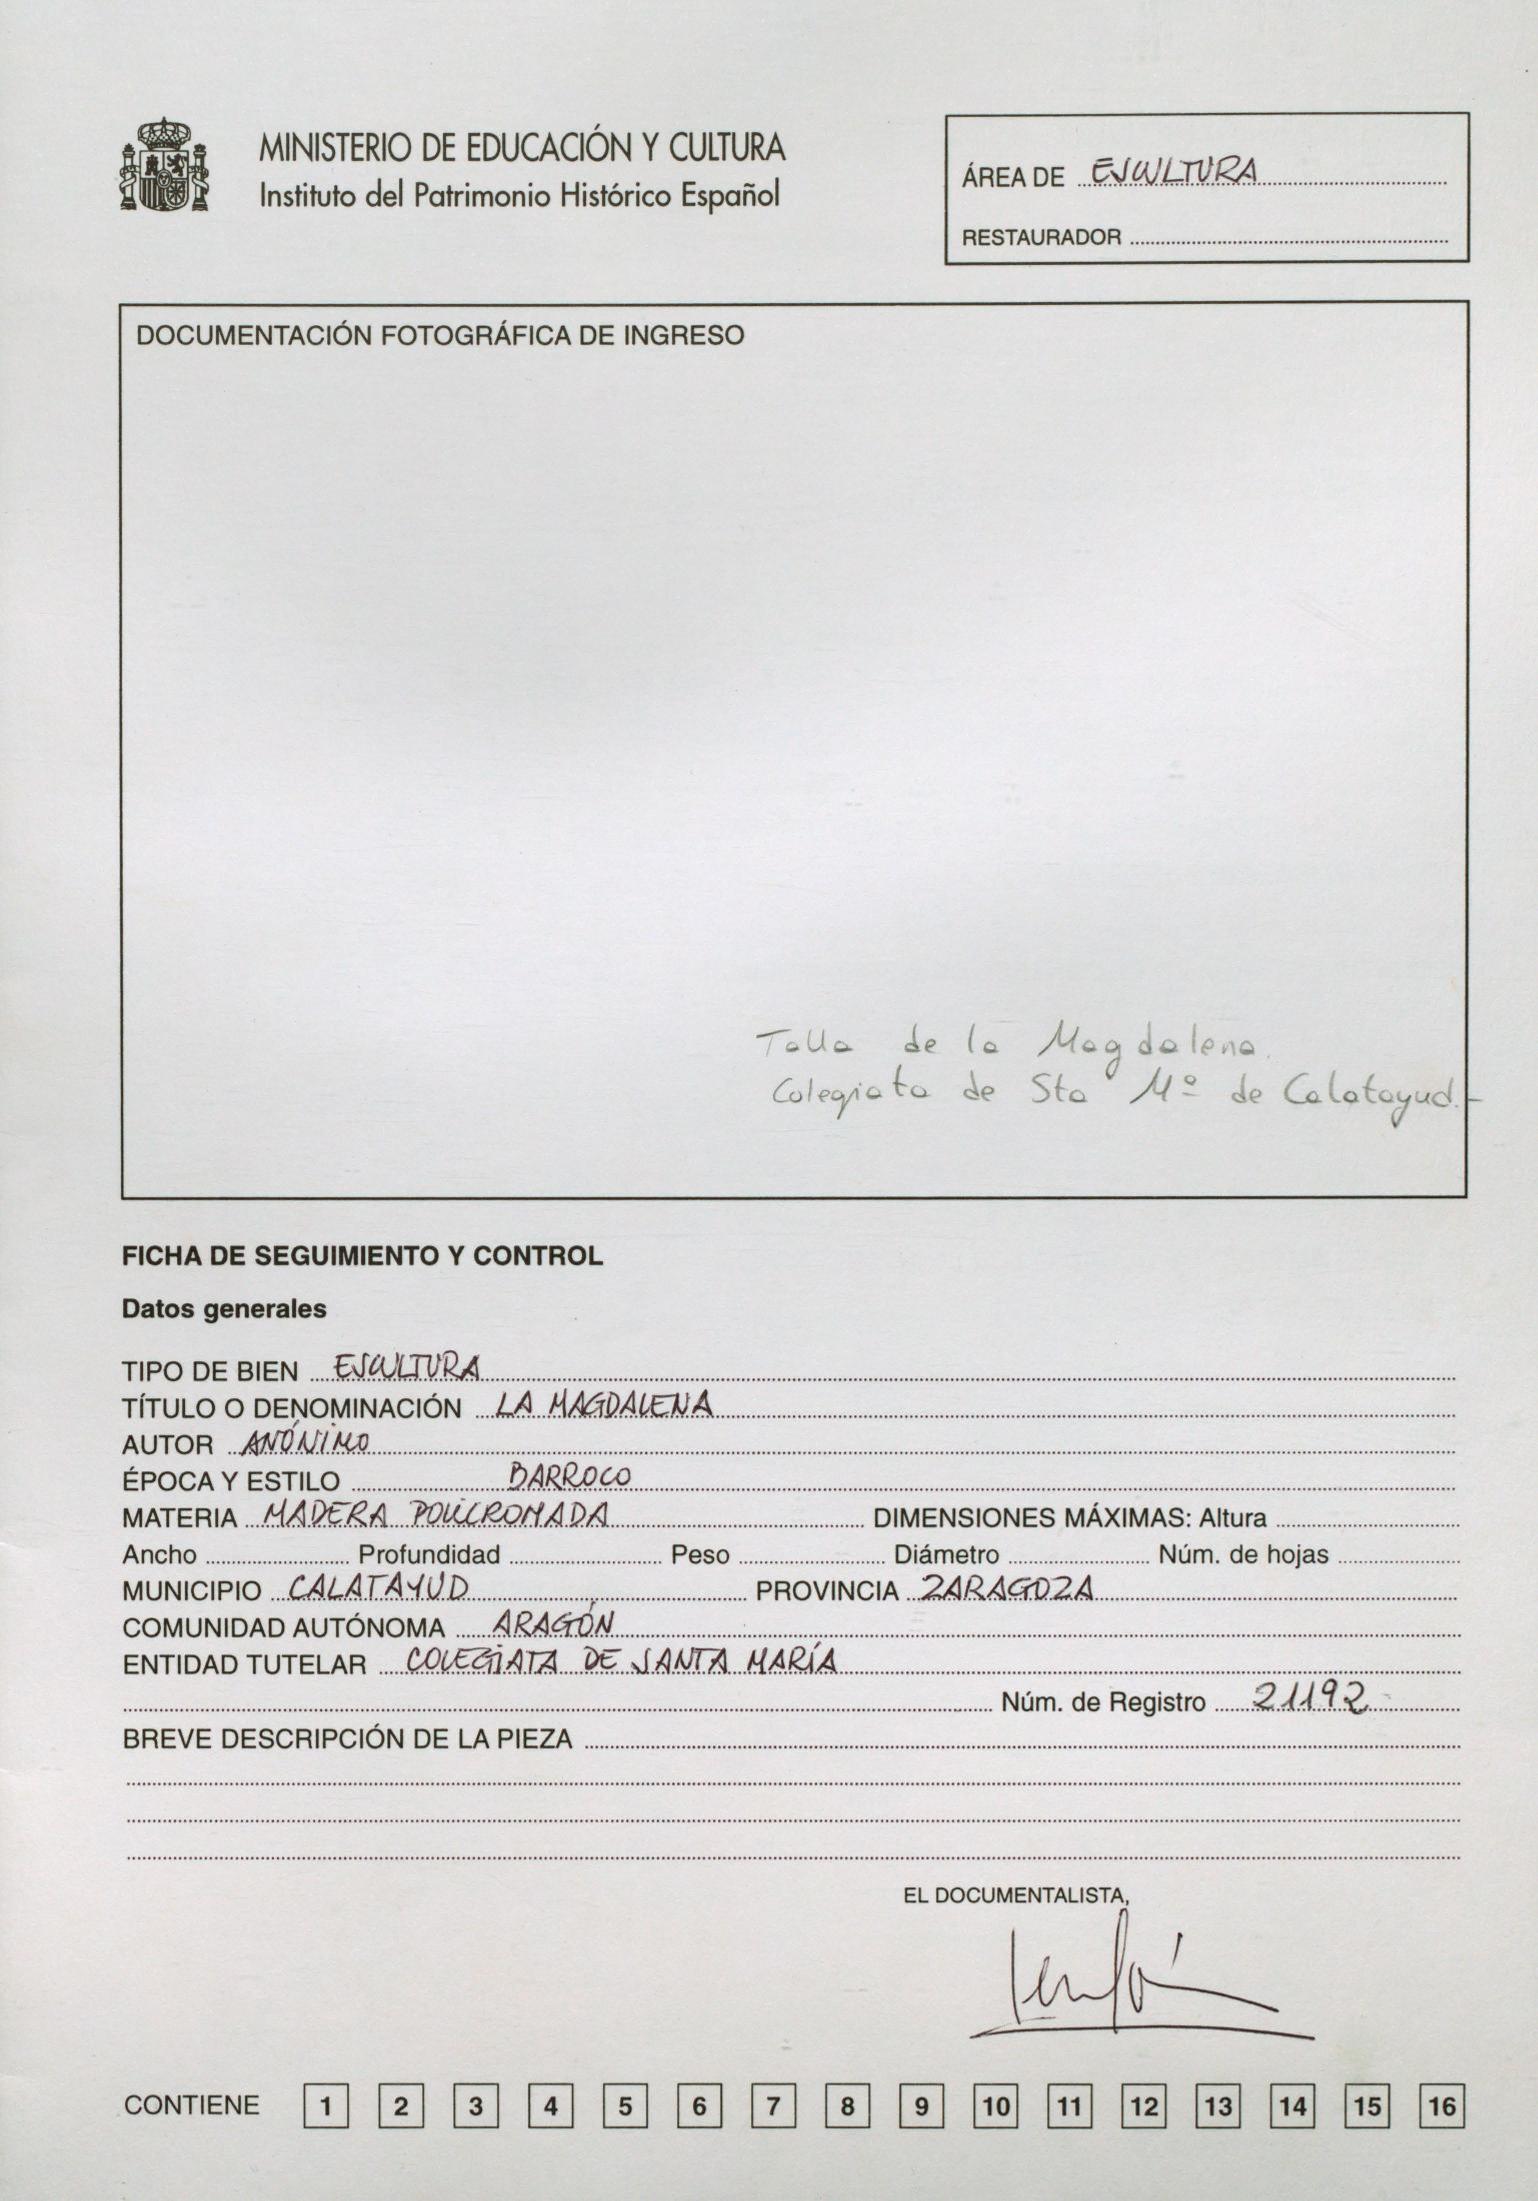 MINISTERIO DE EDUCACIÓN Y CULTURA
Instituto del Patrimonio Histórico Español
ÁREA DE ESCULTURA
RESTAURADOR
DOCUMENTACIÓN FOTOGRÁFICA DE INGRESO
Talla de la Magdalena.
Colegiata de Sta Mª de Calatayud.-
FICHA DE SEGUIMIENTO Y CONTROL
Datos generales
TIPO DE BIEN ESCULTURA
TÍTULO O DENOMINACIÓN LA MAGDALENA
AUTOR ANÓNIMO
ÉPOCA Y ESTILO BARROCO
MATERIA MADERA POLICROMADA DIMENSIONES MÁXIMAS: Altura
Ancho Profundidad Peso Diámetro Núm. de hojas
MUNICIPIO CALATAYUD PROVINCIA ZARAGOZA
COMUNIDAD AUTÓNOMA ARAGÓN
ENTIDAD TUTELAR COLEGIATA DE SANTA MARÍA
Núm. de Registro 21192
BREVE DESCRIPCIÓN DE LA PIEZA
EL DOCUMENTALISTA,
CONTIENE 1 2 3 4 5 6 7 8 9 10 11 12 13 14 15 16